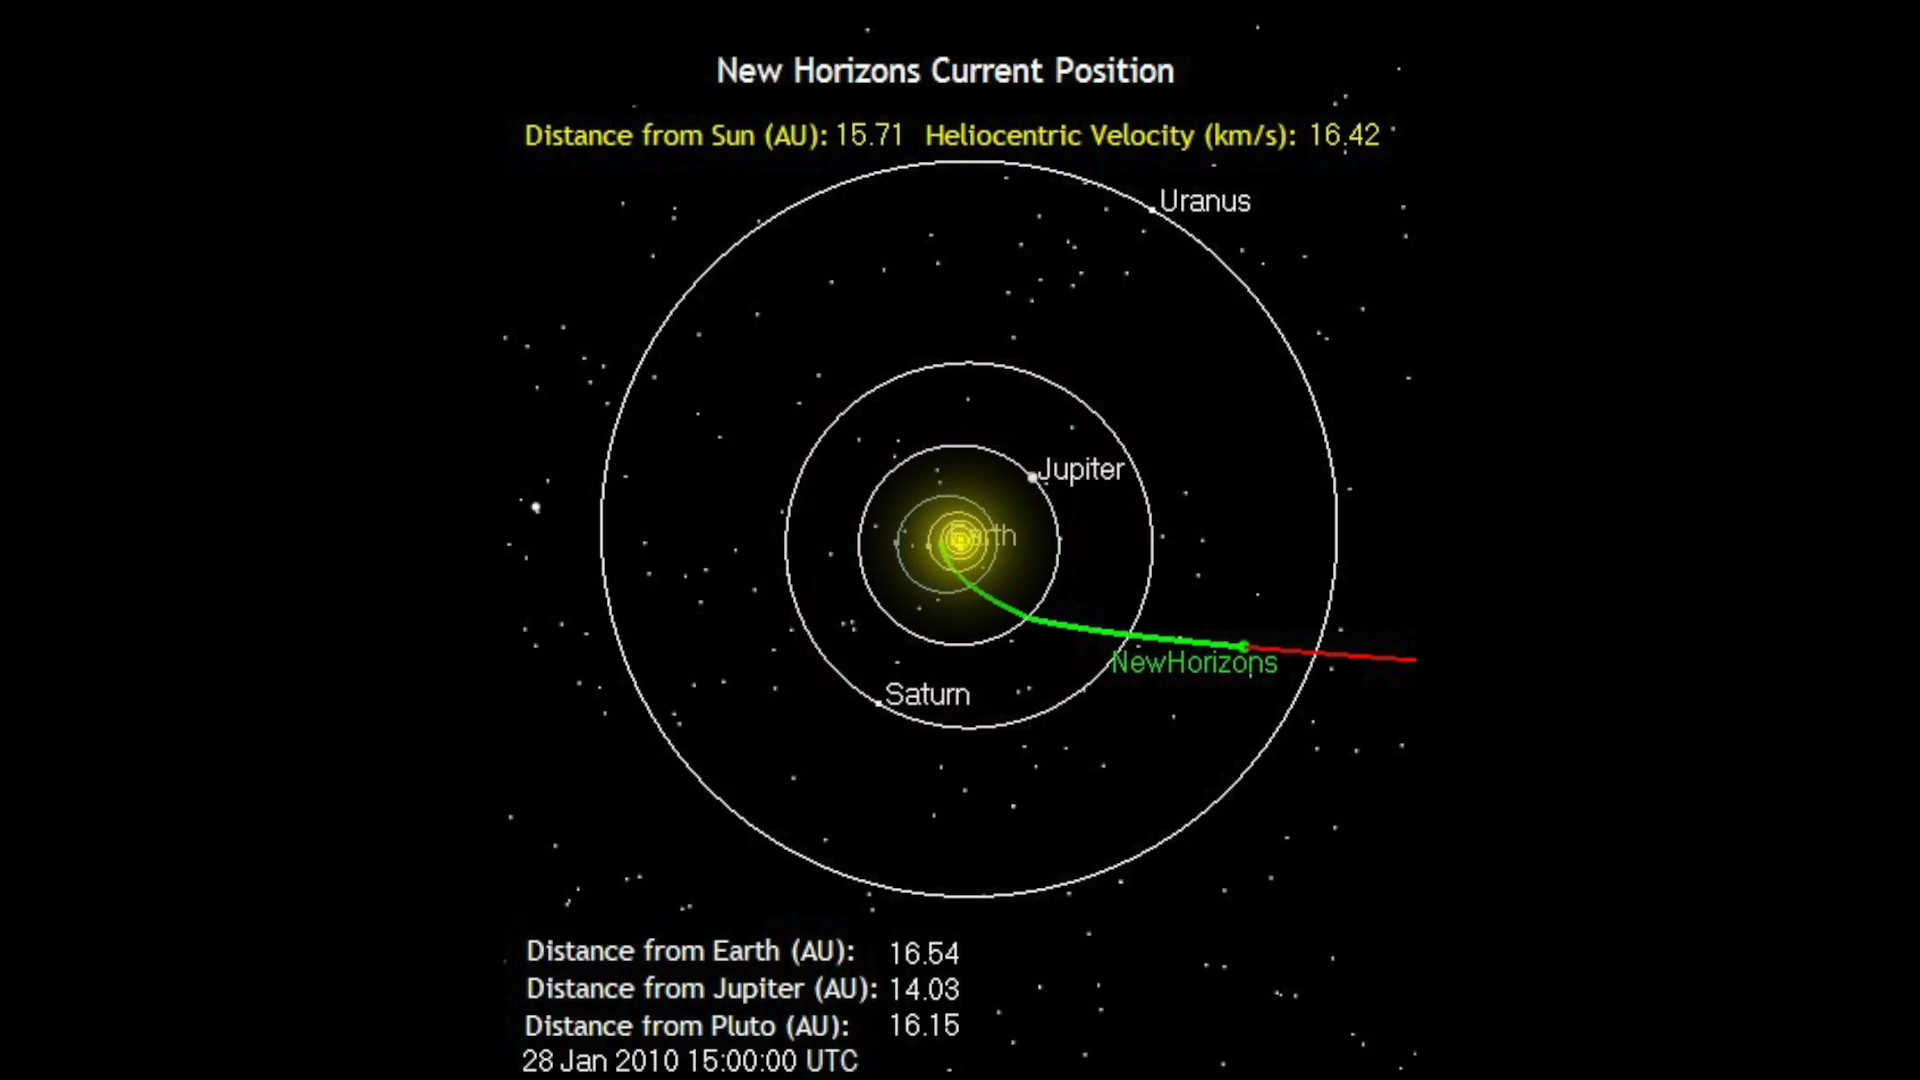 New Horizons Current Position
Distance from Sun (AU): 15.71 Heliocentric Velocity (km/s): 16.42
Uranus
Jupiter
Earth
NewHorizons
Saturn
Distance from Earth (AU): 16.54
Distance from Jupiter (AU): 14.03
Distance from Pluto (AU): 16.15
28 Jan 2010 15:00:00 UTC